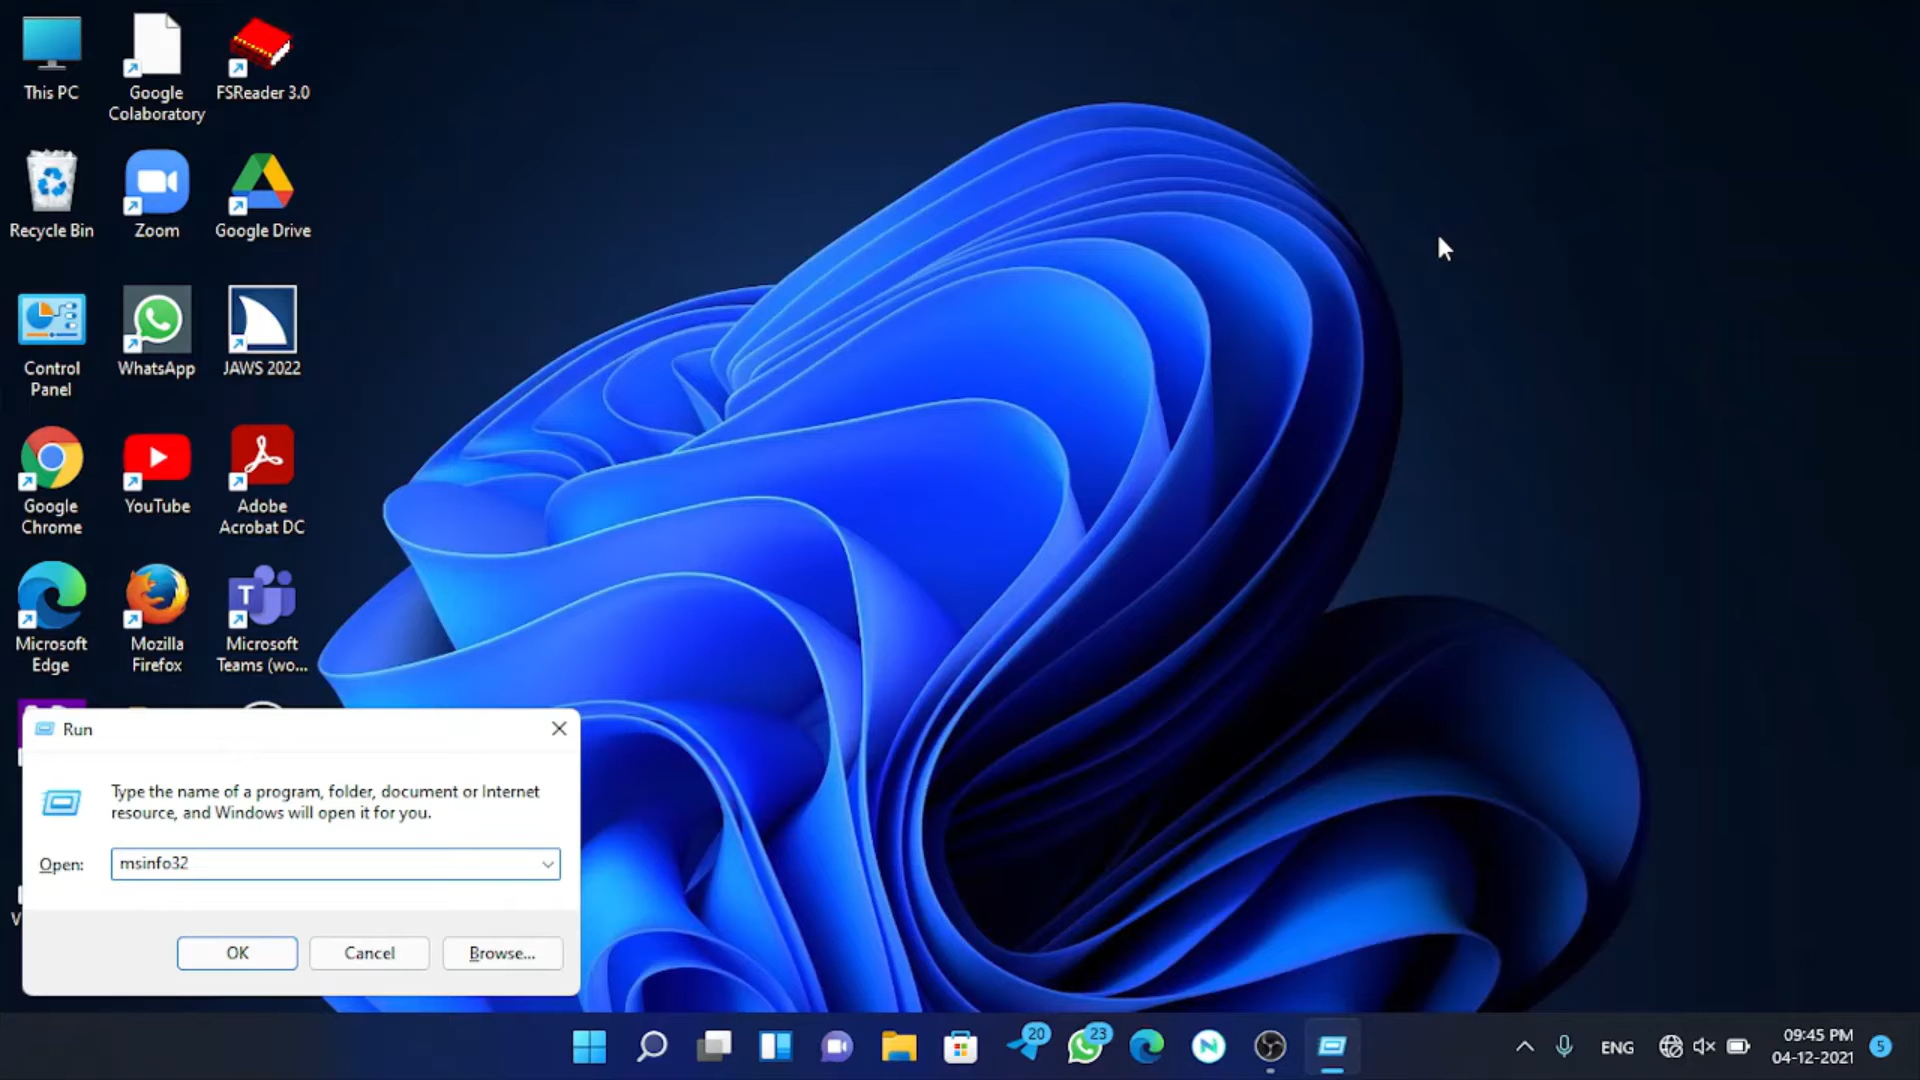 This PC
Google
Colaboratory
FSReader 3.0
Recycle Bin
Zoom
Google Drive
Control
Panel
WhatsApp
JAWS 2022
Google
Chrome
YouTube
Adobe
Acrobat DC
Microsoft
Edge
Mozilla
Firefox
T
Microsoft
Teams (wo...
Run
Type the name of a program, folder, document or Internet
resource, and Windows will open it for you.
Open:
msinfo32
OK
Cancel
Browse...
V
20
23
N
ENG
09:45 PM
04-12-2021
5